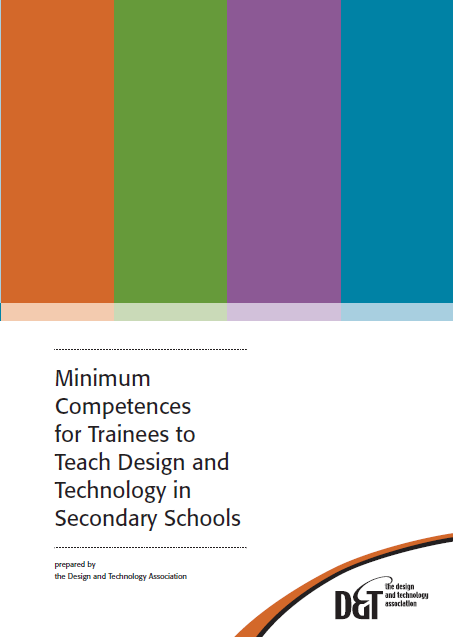 Minimum
Competences
for Trainees to
Teach Design and
Technology in
Secondary Schools
prepared by
the Design and Technology Association
D&T
the design
and technology
association